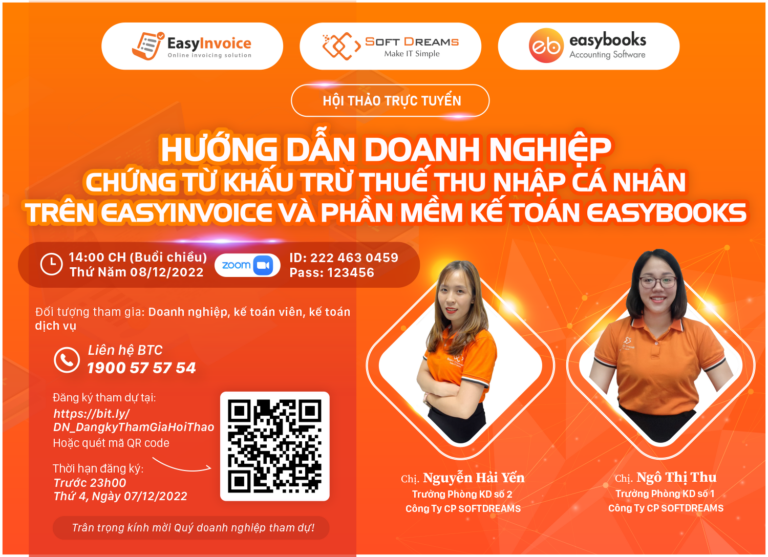 EasyInvoice
Online invoicing solution
SOFT DREAMS
Make IT Simple
eb
easybooks
Accounting Software
HỘI THẢO TRỰC TUYẾN
HƯỚNG DẪN DOANH NGHIỆP
CHỨNG TỪ KHẤU TRỪ THUẾ THU NHẬP CÁ NHÂN
TRÊN EASYINVOICE VÀ PHẦN MỀM KẾ TOÁN EASYBOOKS
14:00 CH (Buổi chiều)
Thứ Năm 08/12/2022
zoom
ID: 222 463 0459
Pass: 123456
Đối tượng tham gia: Doanh nghiệp, kế toán viên, kế toán
dịch vụ
Liên hệ BTC
1900 57 57 54
Đăng ký tham dự tại:
https://bit.ly/
DN_DangkyThamGiaHoiThao
Hoặc quét mã QR code
Thời hạn đăng ký:
Trước 23h00
Thứ 4, Ngày 07/12/2022
Trân trọng kính mời Quý doanh nghiệp tham dự!
Chị. Nguyễn Hải Yến
Trưởng Phòng KD số 2
Công Ty CP SOFTDREAMS
Chị. Ngô Thị Thu
Trưởng Phòng KD số 1
Công Ty CP SOFTDREAMS